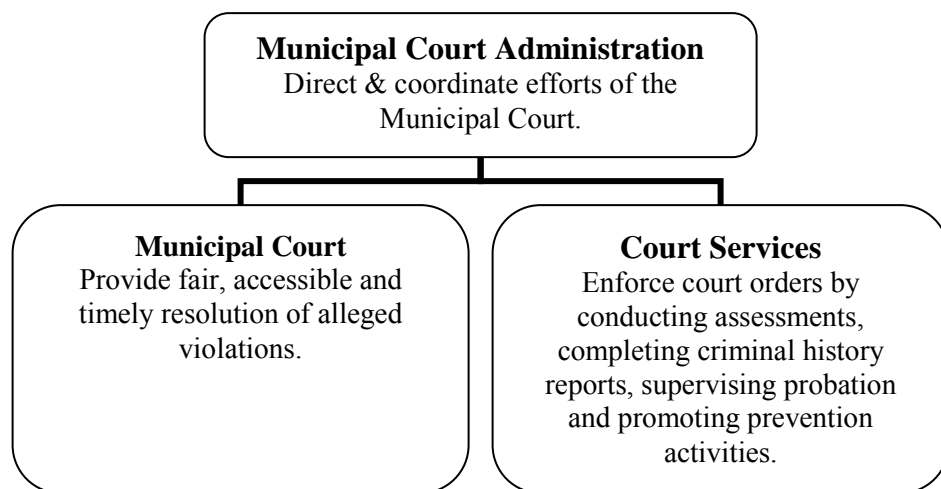 Municipal Court Administration
Direct & coordinate efforts of the
Municipal Court.
Municipal Court
Provide fair, accessible and
timely resolution of alleged
violations.
Court Services
Enforce court orders by
conducting assessments,
completing criminal history
reports, supervising probation
and promoting prevention
activities.